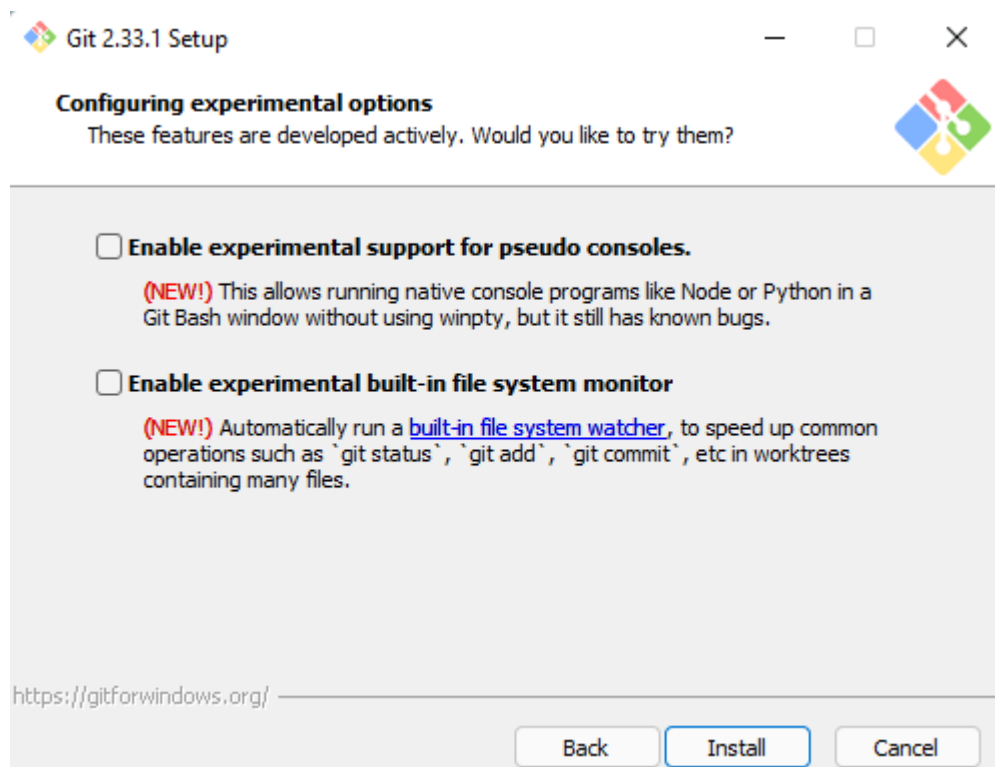 Git 2.33.1 Setup
Configuring experimental options
These features are developed actively. Would you like to try them?
Enable experimental support for pseudo consoles.
(NEW!) This allows running native console programs like Node or Python in a
Git Bash window without using winpty, but it still has known bugs.
Enable experimental built-in file system monitor
(NEW!) Automatically run a built-in file system watcher, to speed up common
operations such as `git status`, `git add`, `git commit`, etc in worktrees
containing many files.
https://gitforwindows.org/
Back Install Cancel